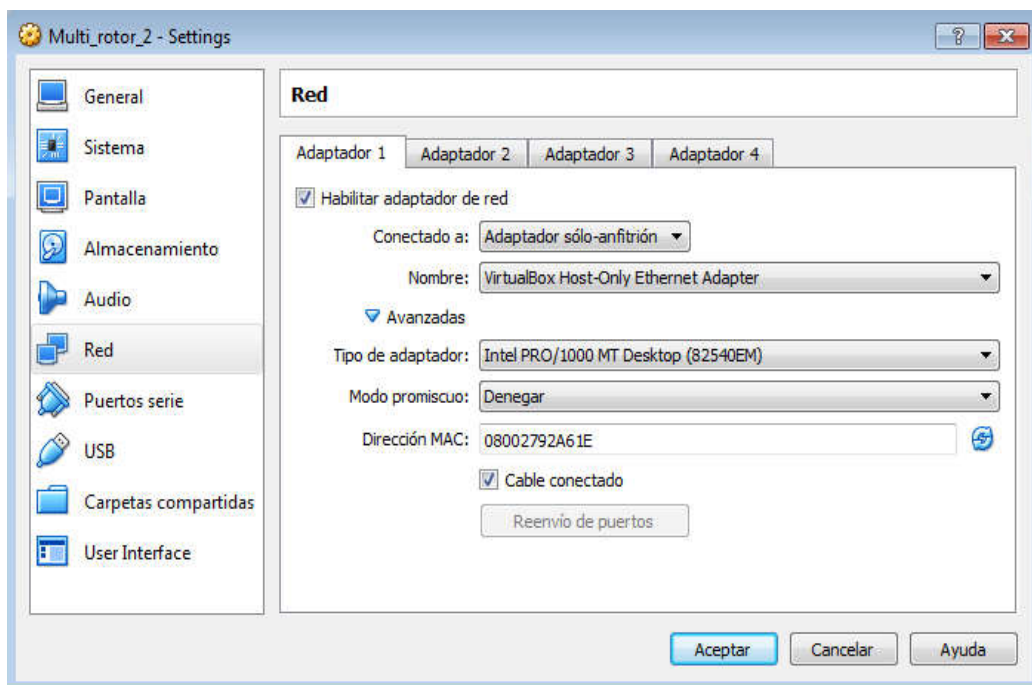 Multi_rotor_2 - Settings
General
Sistema
Pantalla
Almacenamiento
Audio
Red
Puertos serie
USB
Carpetas compartidas
User Interface
Red
Adaptador 1 Adaptador 2 Adaptador 3 Adaptador 4
Habilitar adaptador de red
Conectado a: Adaptador sólo-anfitrión
Nombre: VirtualBox Host-Only Ethernet Adapter
Avanzadas
Tipo de adaptador: Intel PRO/1000 MT Desktop (82540EM)
Modo promiscuo: Denegar
Dirección MAC: 08002792A61E
Cable conectado
Reenvío de puertos
Aceptar Cancelar Ayuda